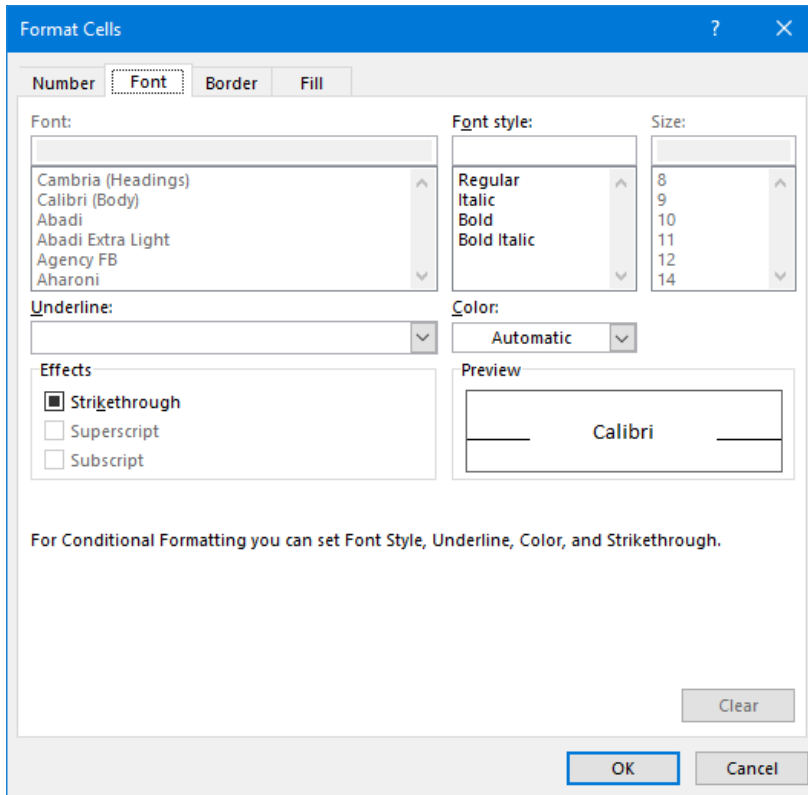 Format Cells
?
Number Font Border Fill
Font:
Cambria (Headings)
Calibri (Body)
Abadi
Abadi Extra Light
Agency FB
Aharoni
Font style:
Regular
Italic
Bold
Bold Italic
Size:
8
9
10
11
12
14
Underline:
Color:
Automatic
Effects
Strikethrough
Superscript
Subscript
Preview
Calibri
For Conditional Formatting you can set Font Style, Underline, Color, and Strikethrough.
Clear
OK
Cancel